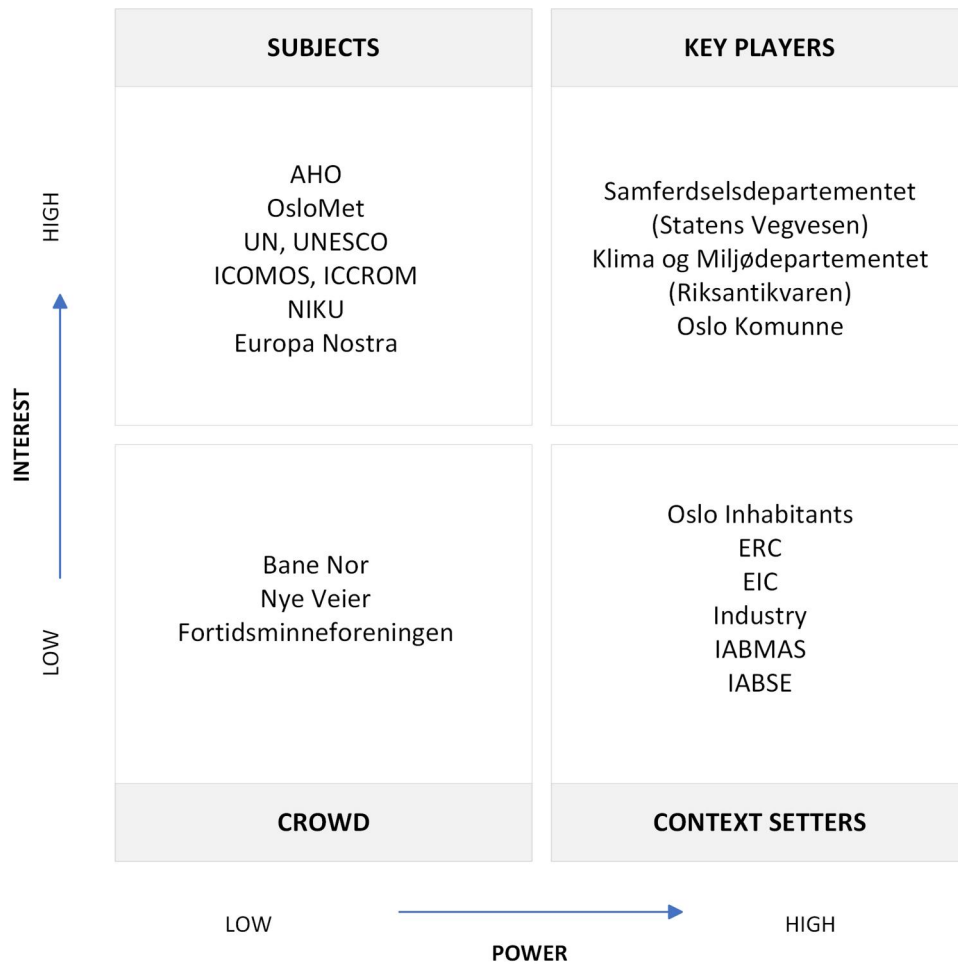 SUBJECTS
KEY PLAYERS
HIGH
AHO
OsloMet
UN, UNESCO
ICOMOS, ICCROM
NIKU
Europa Nostra
Samferdselsdepartementet
(Statens Vegvesen)
Klima og Miljødepartementet
(Riksantikvaren)
Oslo Komunne
INTEREST
LOW
Bane Nor
Nye Veier
Fortidsminneforeningen
Oslo Inhabitants
ERC
EIC
Industry
IABMAS
IABSE
CROWD
CONTEXT SETTERS
LOW
HIGH
POWER